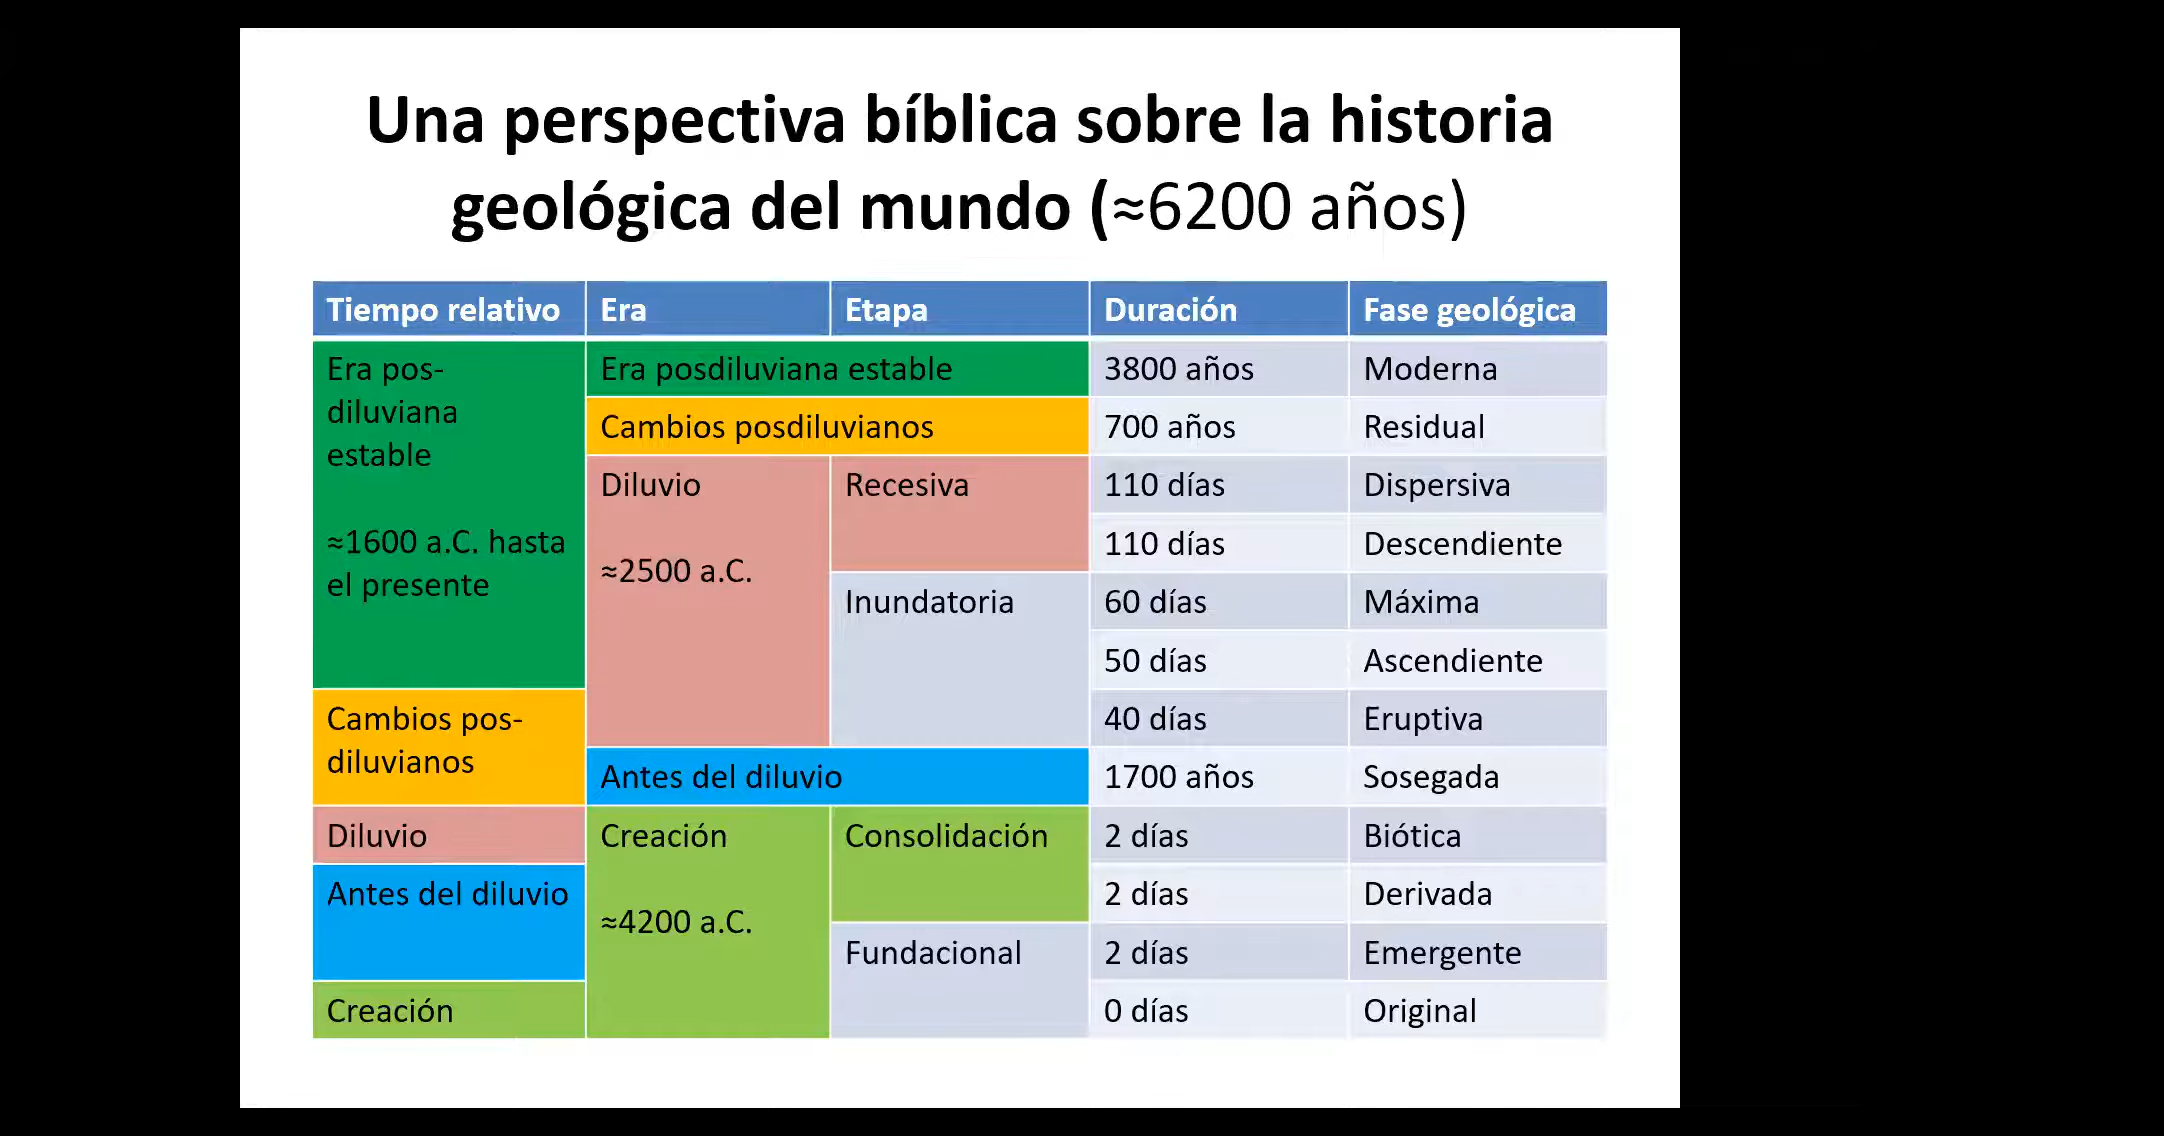 Una perspectiva bíblica sobre la historia
geológica del mundo (≈6200 años)
Tiempo relativo Era Etapa Duración Fase geológica
Era pos-
diluviana
estable
≈1600 a.C. hasta
el presente
Cambios pos-
diluvianos
Diluvio
Antes del diluvio
Creación
Era posdiluviana estable 3800 años Moderna
Cambios posdiluvianos 700 años Residual
Diluvio
≈2500 a.C.
Recesiva 110 días Dispersiva
110 días Descendiente
Inundatoria 60 días Máxima
50 días Ascendiente
40 días Eruptiva
Antes del diluvio 1700 años Sosegada
Creación
≈4200 a.C.
Consolidación 2 días Biótica
2 días Derivada
Fundacional 2 días Emergente
0 días Original